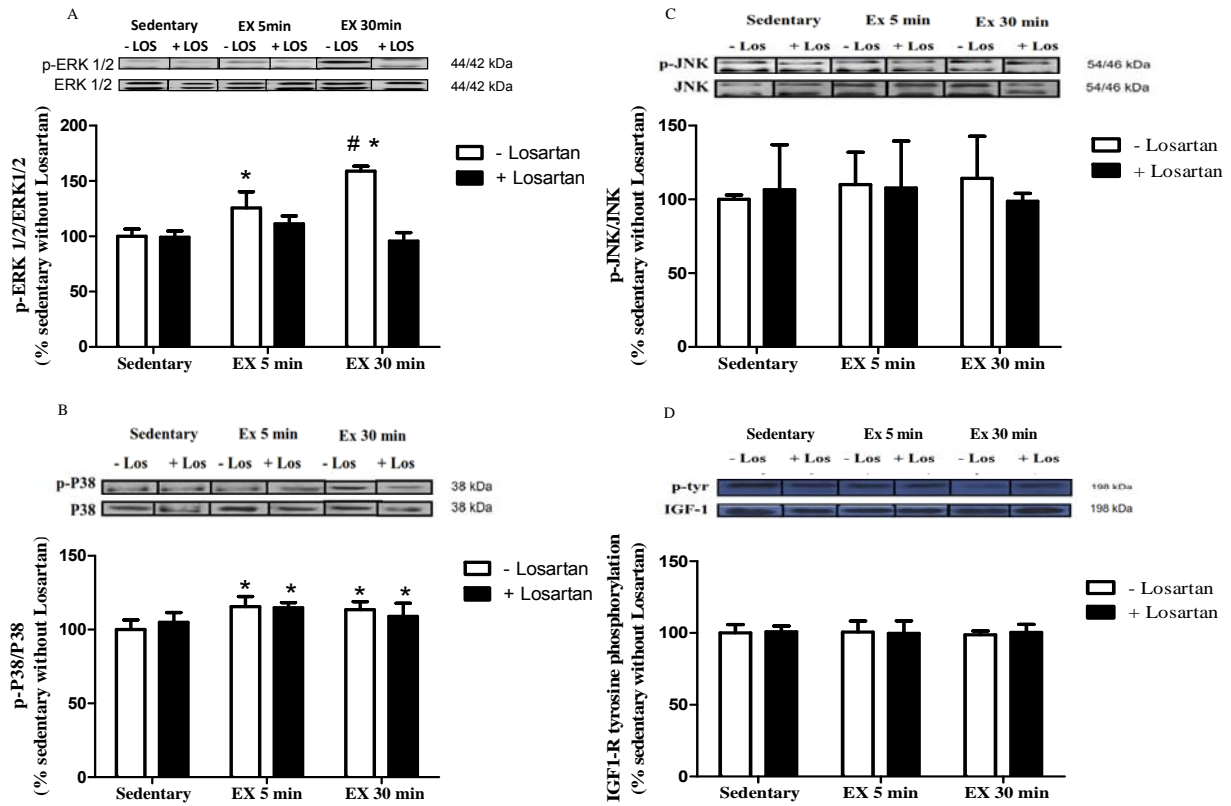 A
Sedentary EX 5min EX 30min
- LOS + LOS - LOS + LOS - LOS + LOS
p-ERK 1/2 44/42 kDa
ERK 1/2 44/42 kDa
p-ERK 1/2/ERK1/2
(% sedentary without Losartan)
200
150
100
50
0
# *
*
- Losartan
+ Losartan
Sedentary EX 5 min EX 30 min
C
Sedentary Ex 5 min Ex 30 min
- Los + Los - Los + Los - Los + Los
p-JNK 54/46 kDa
JNK 54/46 kDa
p-JNK/JNK
(% sedentary without Losartan)
150
100
50
0
- Losartan
+ Losartan
Sedentary EX 5 min EX 30 min
B
Sedentary Ex 5 min Ex 30 min
- Los + Los - Los + Los - Los + Los
p-P38 38 kDa
P38 38 kDa
p-P38/P38
(% sedentary without Losartan)
150
100
50
0
* * * *
- Losartan
+ Losartan
Sedentary EX 5 min EX 30 min
D
Sedentary Ex 5 min Ex 30 min
- Los + Los - Los + Los - Los + Los
p-tyr 198 kDa
IGF-1 198 kDa
IGF1-R tyrosine phosphorylation
(% sedentary without Losartan)
150
100
50
0
- Losartan
+ Losartan
Sedentary EX 5 min EX 30 min